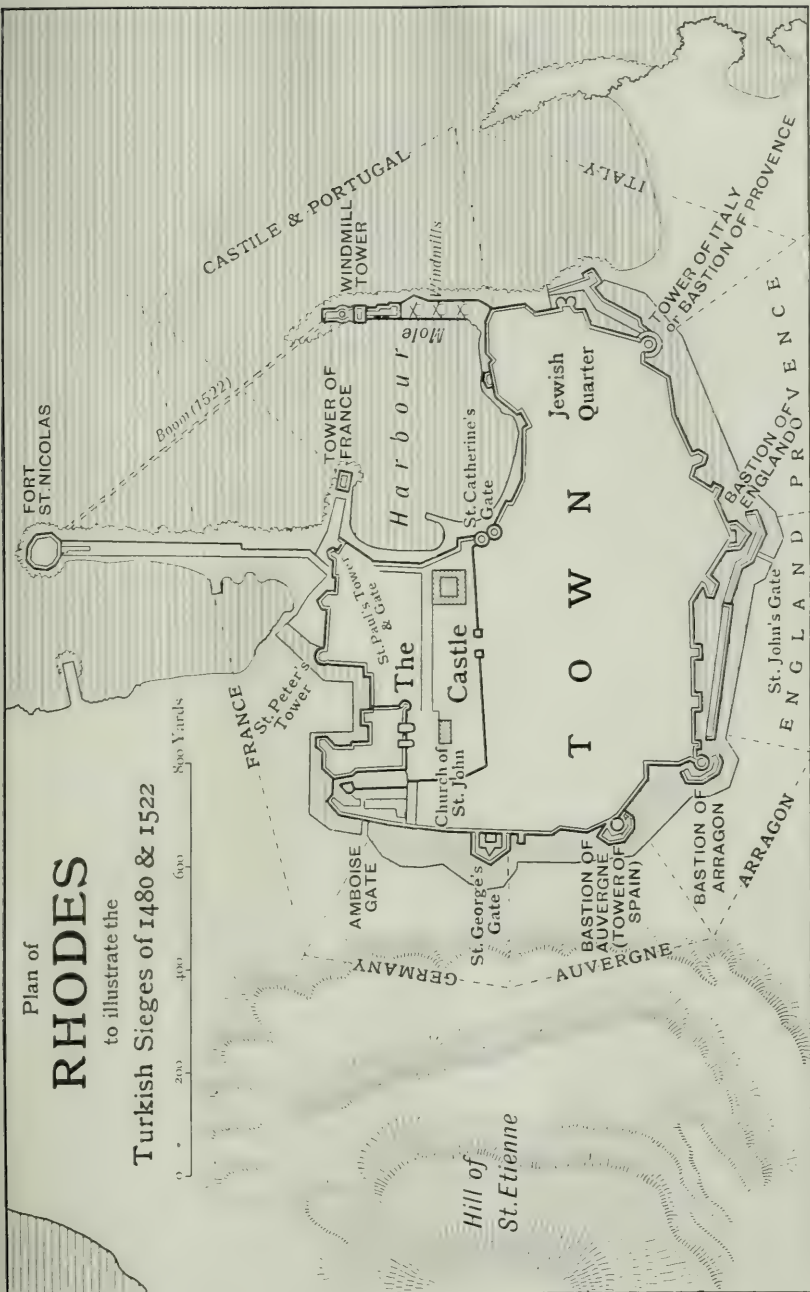 Plan of
RHODES
to illustrate the
Turkish Sieges of 1480 & 1522
0
200
400
600
800 Yards
Hill of
St. Etienne
FORT
ST. NICOLAS
Boom (1522)
CASTILE & PORTUGAL
WINDMILL
TOWER
Windmills
Mole
TOWER OF
FRANCE
Harbour
ITALY
FRANCE
St. Peter's
Tower
St. Paul's Tower
& Gate
The
Castle
St. Catherine's
Gate
Church of
St. John
AMBOISE
GATE
St. George's
Gate
GERMANY
AUVERGNE
BASTION OF
AUVERGNE
(TOWER OF
SPAIN)
BASTION OF
ARRAGON
ARRAGON
TOWN
Jewish
Quarter
TOWER OF ITALY
or BASTION OF PROVENCE
BASTION OF
ENGLAND
St. John's Gate
ENGLAND
PROVENCE